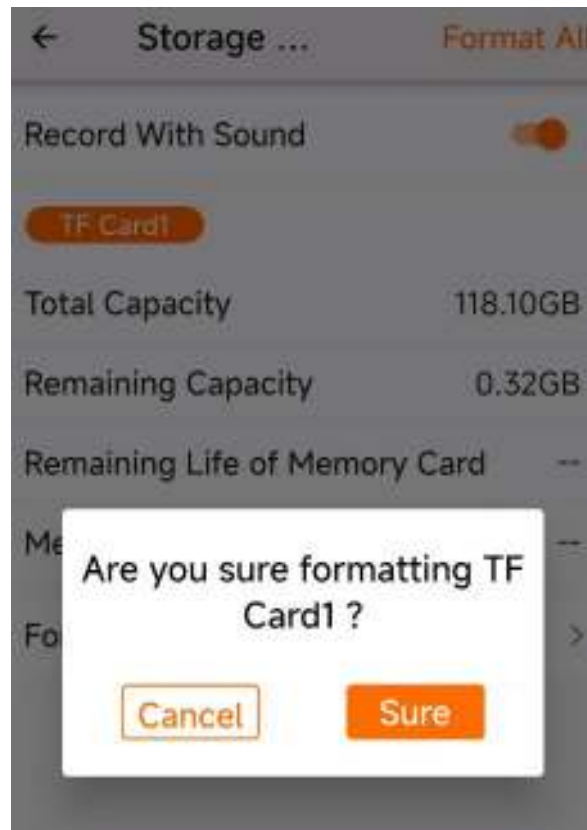 ← Storage ... Format All
Record With Sound
TF Card1
Total Capacity 118.10GB
Remaining Capacity 0.32GB
Remaining Life of Memory Card --
Me --
Are you sure formatting TF
Card1 ?
Fo >
Cancel Sure